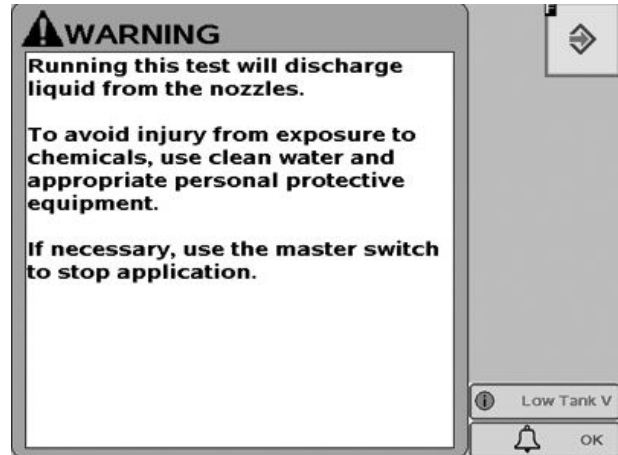 WARNING
Running this test will discharge
liquid from the nozzles.
To avoid injury from exposure to
chemicals, use clean water and
appropriate personal protective
equipment.
If necessary, use the master switch
to stop application.
F
Low Tank V
OK